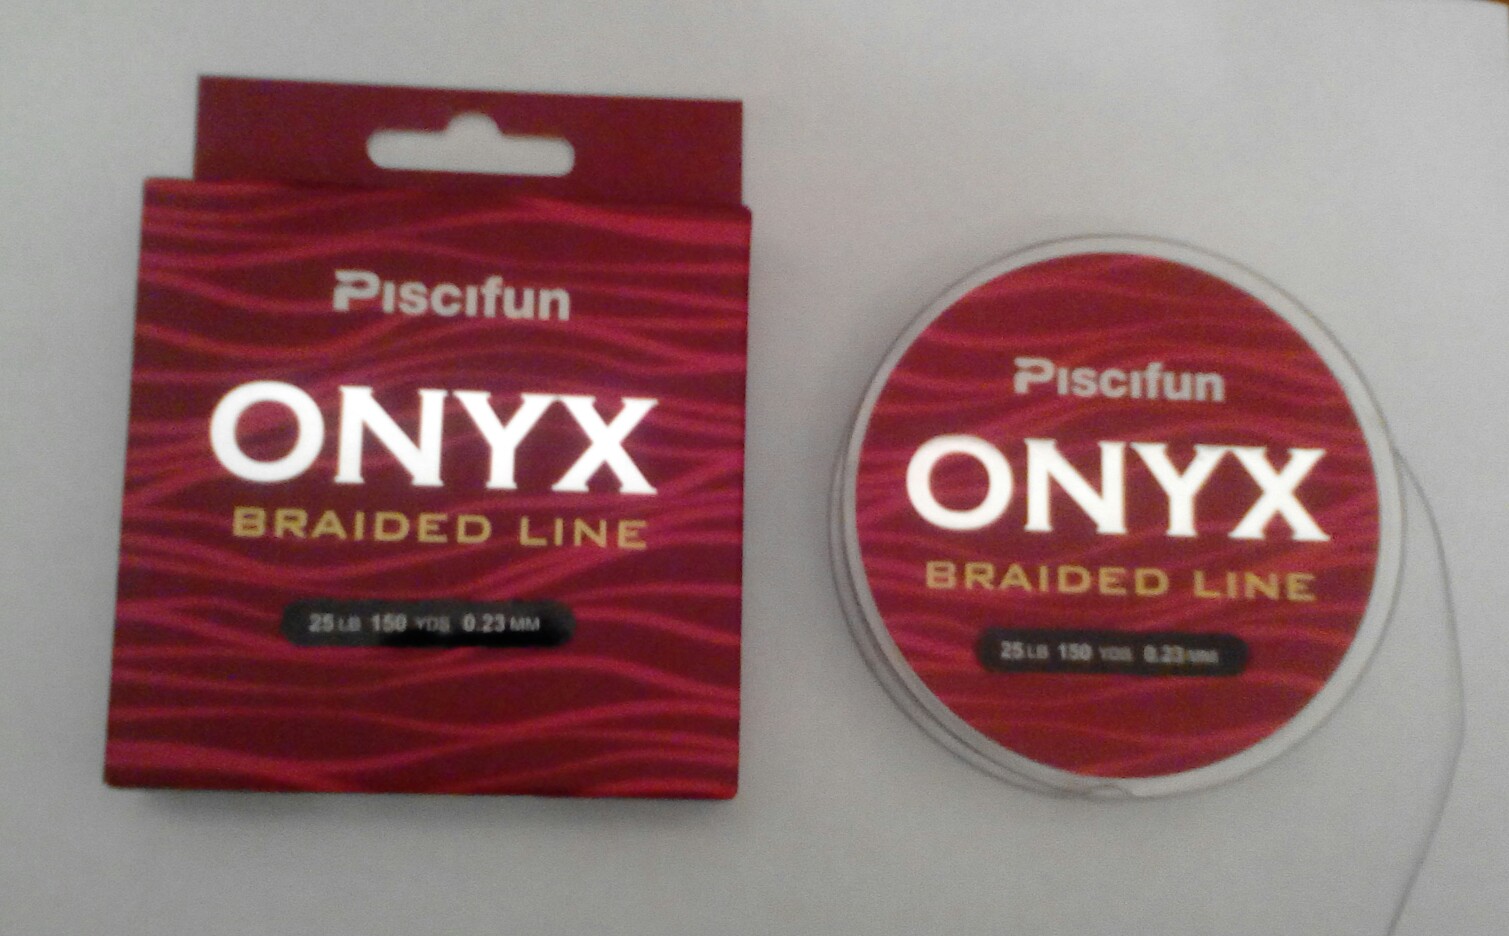 Piscifun
ONYX
BRAIDED LINE
25 LB 150 YDS 0.23 MM
Piscifun
ONYX
BRAIDED LINE
25 LB 150 YDS 0.23 MM